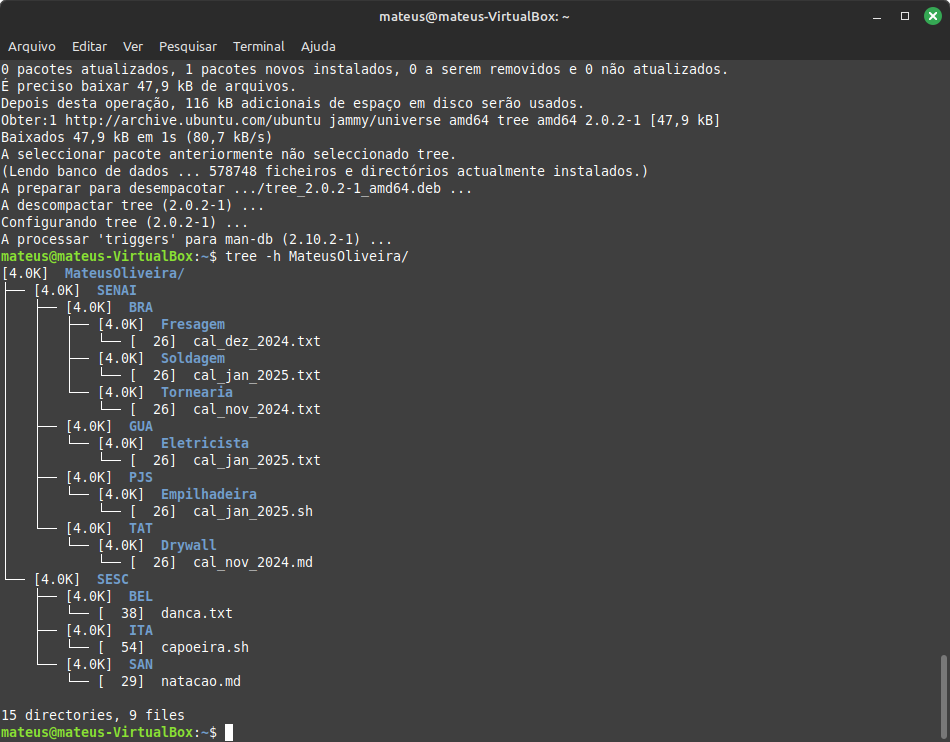 mateus@mateus-VirtualBox: ~
Arquivo Editar Ver Pesquisar Terminal Ajuda
0 pacotes atualizados, 1 pacotes novos instalados, 0 a serem removidos e 0 não atualizados.
É preciso baixar 47,9 kB de arquivos.
Depois desta operação, 116 kB adicionais de espaço em disco serão usados.
Obter:1 http://archive.ubuntu.com/ubuntu jammy/universe amd64 tree amd64 2.0.2-1 [47,9 kB]
Baixados 47,9 kB em 1s (80,7 kB/s)
A seleccionar pacote anteriormente não seleccionado tree.
(Lendo banco de dados ... 578748 ficheiros e directórios actualmente instalados.)
A preparar para desempacotar .../tree_2.0.2-1_amd64.deb ...
A descompactar tree (2.0.2-1) ...
Configurando tree (2.0.2-1) ...
A processar 'triggers' para man-db (2.10.2-1) ...
mateus@mateus-VirtualBox:~$ tree -h MateusOliveira/
[4.0K]  MateusOliveira/
├── [4.0K]  SENAI
│   ├── [4.0K]  BRA
│   │   ├── [4.0K]  Fresagem
│   │   │   └── [  26]  cal_dez_2024.txt
│   │   ├── [4.0K]  Soldagem
│   │   │   └── [  26]  cal_jan_2025.txt
│   │   └── [4.0K]  Tornearia
│   │       └── [  26]  cal_nov_2024.txt
│   ├── [4.0K]  GUA
│   │   └── [4.0K]  Eletricista
│   │       └── [  26]  cal_jan_2025.txt
│   ├── [4.0K]  PJS
│   │   └── [4.0K]  Empilhadeira
│   │       └── [  26]  cal_jan_2025.sh
│   └── [4.0K]  TAT
│       └── [4.0K]  Drywall
│           └── [  26]  cal_nov_2024.md
└── [4.0K]  SESC
    ├── [4.0K]  BEL
    │   └── [  38]  danca.txt
    ├── [4.0K]  ITA
    │   └── [  54]  capoeira.sh
    └── [4.0K]  SAN
        └── [  29]  natacao.md
15 directories, 9 files
mateus@mateus-VirtualBox:~$